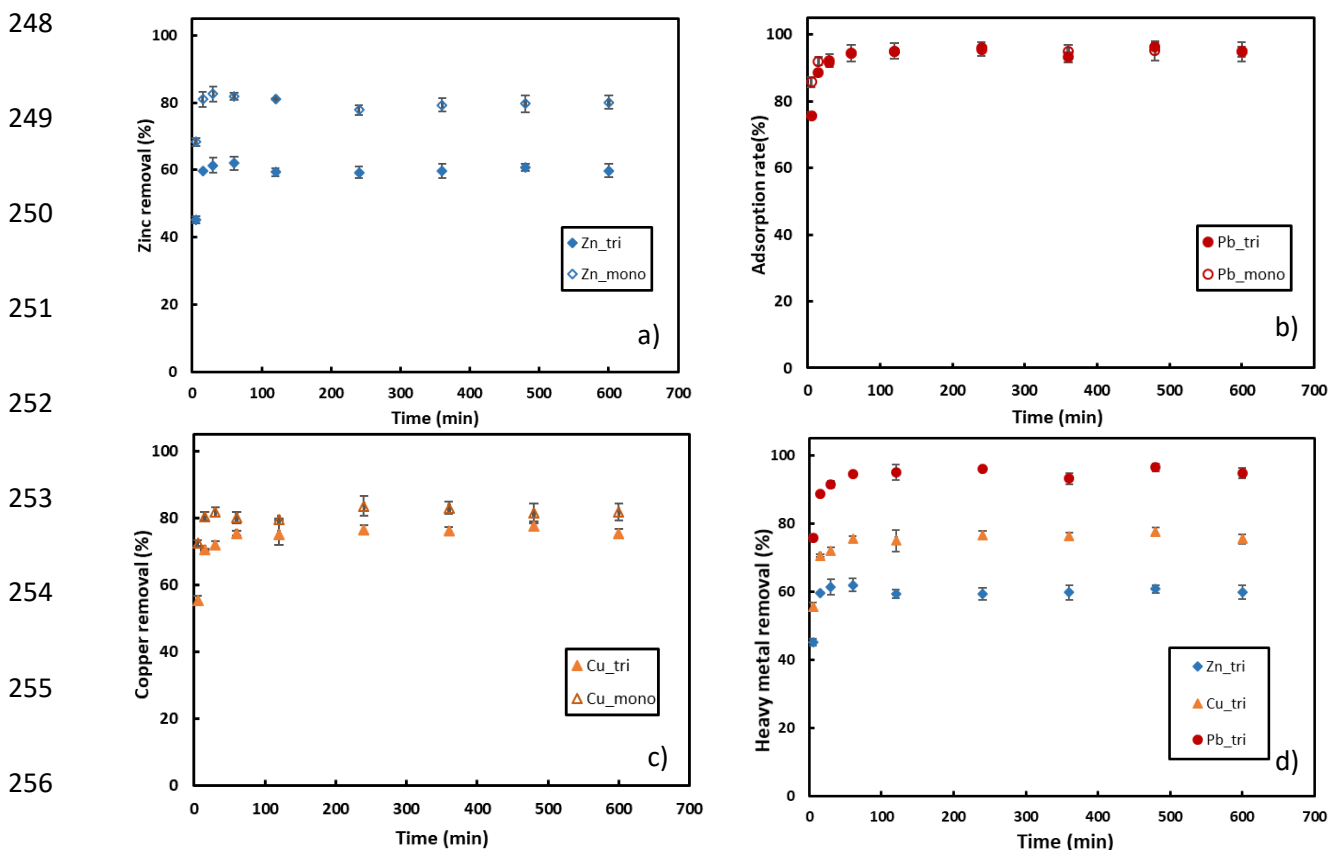 248
249
250
251
252
253
254
255
256
100
80
60
40
20
0
0 100 200 300 400 500 600 700
Zinc removal (%)
Time (min)
Zn_tri
Zn_mono
a)
100
80
60
40
20
0
0 100 200 300 400 500 600 700
Adsorption rate(%)
Time (min)
Pb_tri
Pb_mono
b)
100
80
60
40
20
0
0 100 200 300 400 500 600 700
Copper removal (%)
Time (min)
Cu_tri
Cu_mono
c)
100
80
60
40
20
0
0 100 200 300 400 500 600 700
Heavy metal removal (%)
Time (min)
Zn_tri
Cu_tri
Pb_tri
d)